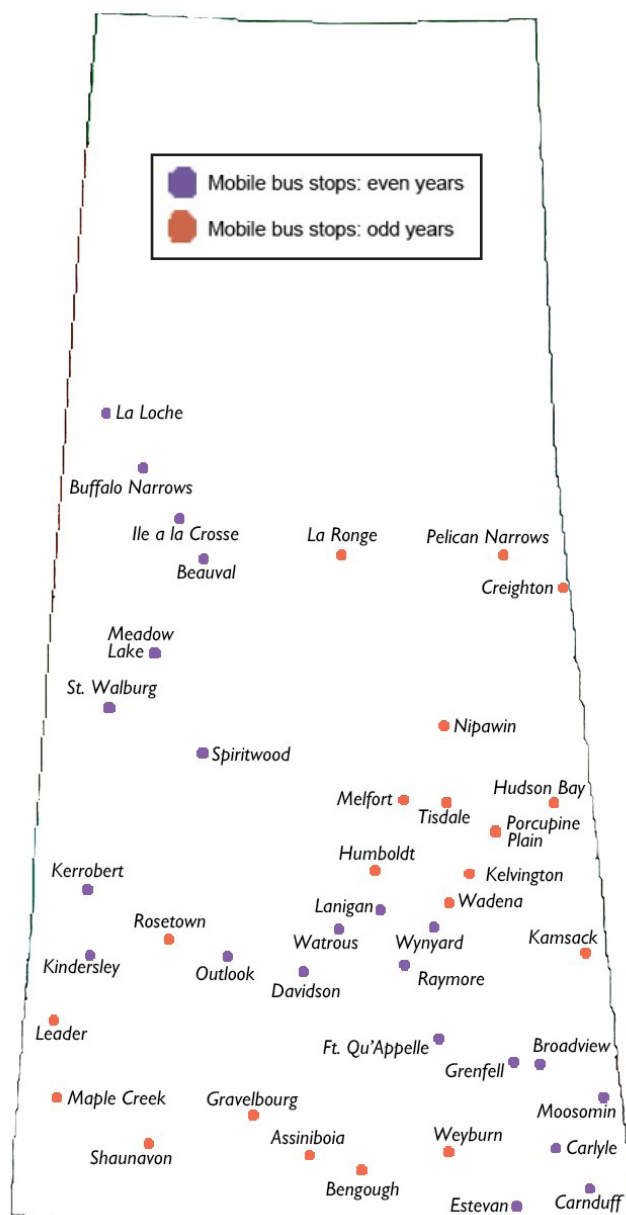 Mobile bus stops: even years
Mobile bus stops: odd years
La Loche
Buffalo Narrows
Ile a la Crosse
La Ronge
Pelican Narrows
Beauval
Creighton
Meadow
Lake
St. Walburg
Nipawin
Spiritwood
Melfort
Hudson Bay
Tisdale
Porcupine
Plain
Humboldt
Kerrobert
Kelvington
Lanigan
Wadena
Rosetown
Watrous
Wynyard
Kamsack
Kindersley
Outlook
Davidson
Raymore
Leader
Ft. Qu'Appelle
Broadview
Grenfell
Maple Creek
Gravelbourg
Moosomin
Assiniboia
Weyburn
Carlyle
Shaunavon
Bengough
Estevan
Carnduff